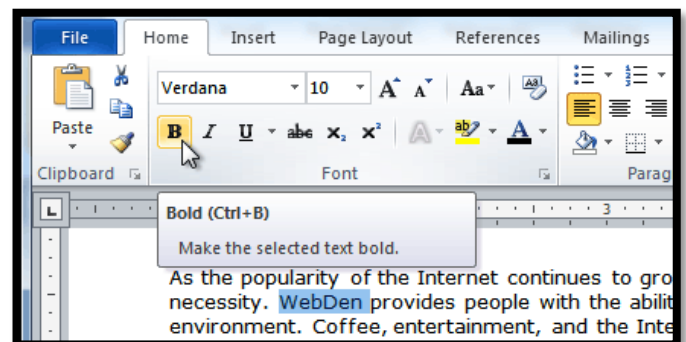 File Home Insert Page Layout References Mailings
Verdana 10 A A Aa
Paste B I U abc X₂ X² A ab A
Clipboard Font Parag
L 3
Bold (Ctrl+B)
Make the selected text bold.
As the popularity of the Internet continues to gro
necessity. WebDen provides people with the abilit
environment. Coffee, entertainment, and the Inte